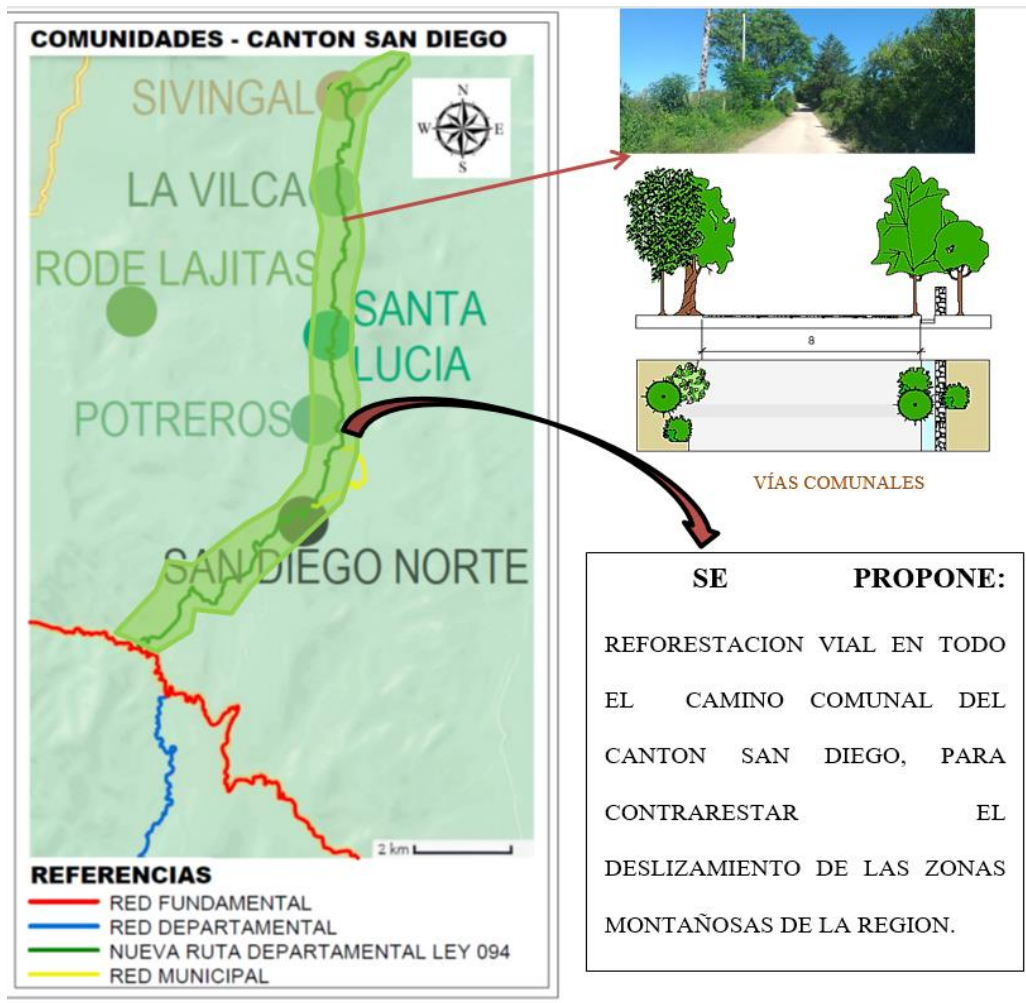 COMUNIDADES - CANTON SAN DIEGO
SIVINGAL
N
W E
S
LA VILCA
RODE LAJITAS
SANTA
LUCIA
POTREROS
SAN DIEGO NORTE
2 km
REFERENCIAS
RED FUNDAMENTAL
RED DEPARTAMENTAL
NUEVA RUTA DEPARTAMENTAL LEY 094
RED MUNICIPAL
8
VÍAS COMUNALES
SE PROPONE:
REFORESTACION VIAL EN TODO
EL CAMINO COMUNAL DEL
CANTON SAN DIEGO, PARA
CONTRARESTAR EL
DESLIZAMIENTO DE LAS ZONAS
MONTAÑOSAS DE LA REGION.